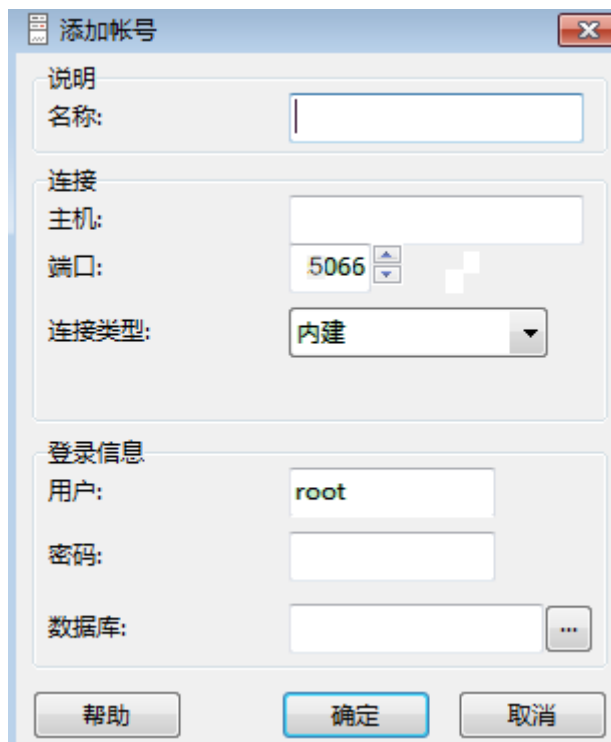 添加帐号
说明
名称:
连接
主机:
端口: 5066
连接类型: 内建
登录信息
用户: root
密码:
数据库: ...
帮助 确定 取消